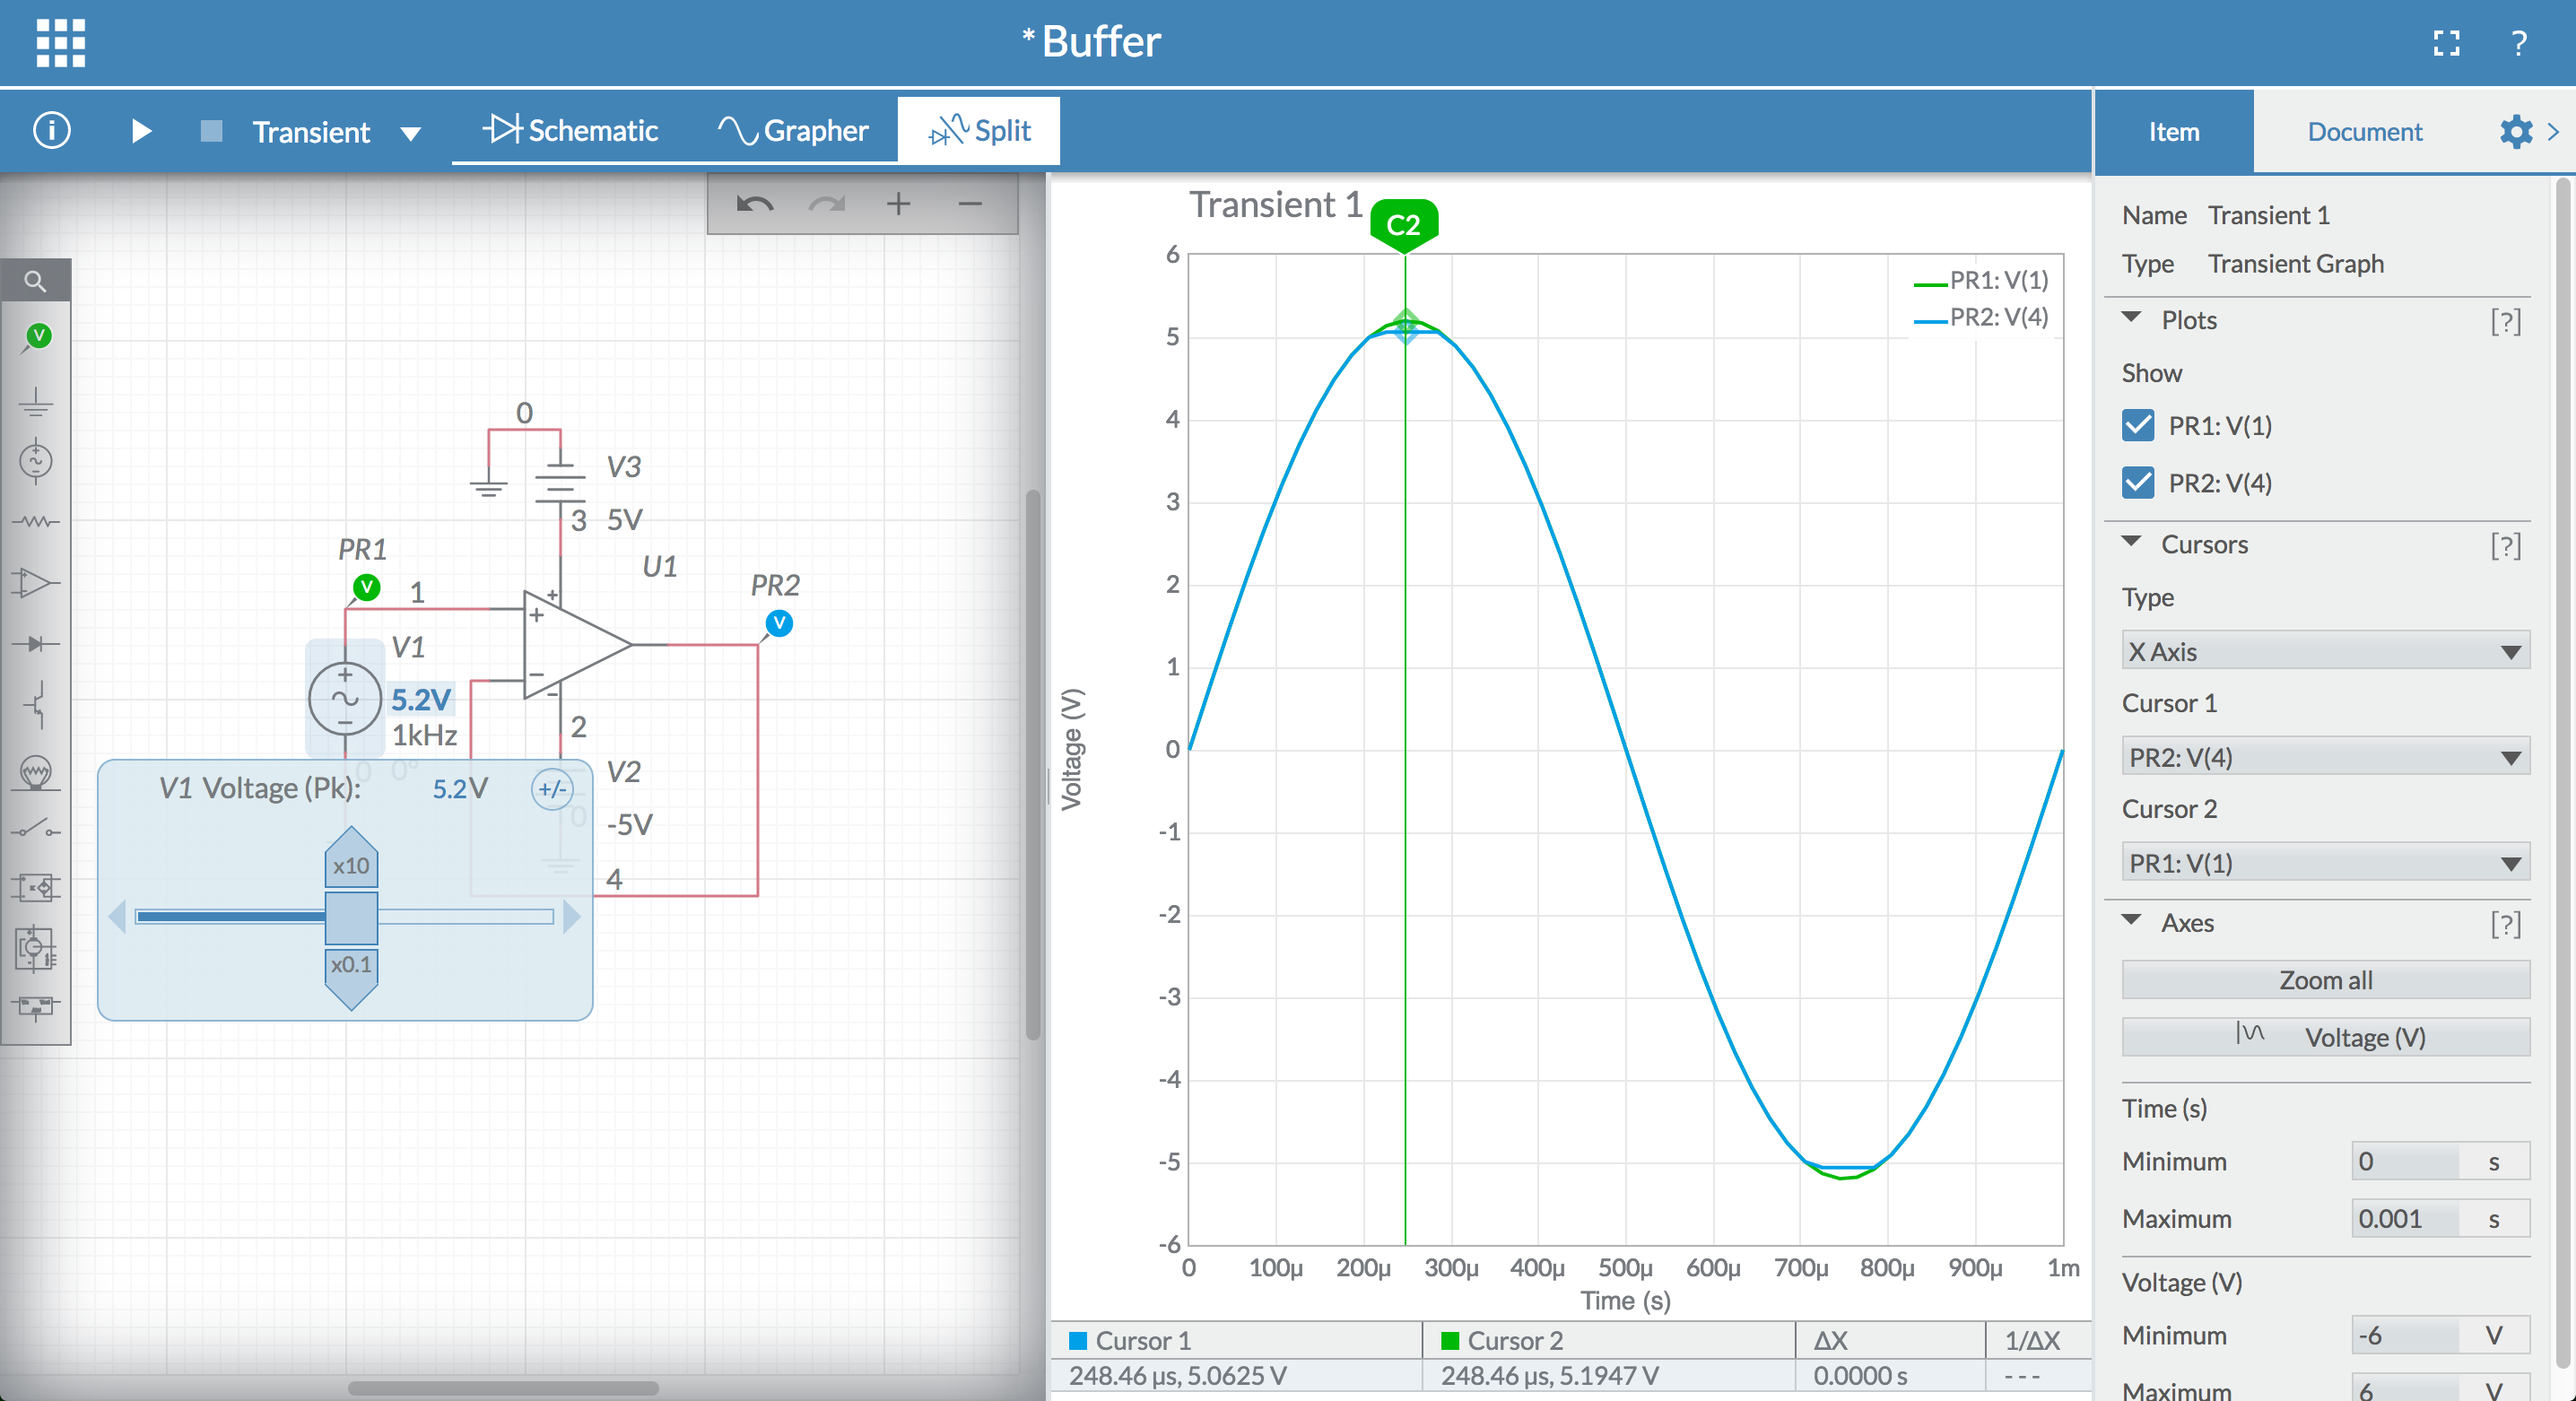 *Buffer
?
Transient
Schematic
Grapher
Split
Item
Document
Transient 1
C2
PR1: V(1)
PR2: V(4)
6
5
4
3
2
1
0
-1
-2
-3
-4
-5
-6
Voltage (V)
0
100µ
200µ
300µ
400µ
500µ
600µ
700µ
800µ
900µ
1m
Time (s)
Cursor 1
Cursor 2
ΔX
1/ΔX
248.46 µs, 5.0625 V
248.46 µs, 5.1947 V
0.0000 s
---
0
V3
3
5V
U1
PR1
V
1
PR2
V
V1
5.2V
1kHz
0
0°
2
V2
0
-5V
4
V1 Voltage (Pk):
5.2V
+/-
x10
x0.1
V
Name Transient 1
Type Transient Graph
Plots
[?]
Show
PR1: V(1)
PR2: V(4)
Cursors
[?]
Type
X Axis
Cursor 1
PR2: V(4)
Cursor 2
PR1: V(1)
Axes
[?]
Zoom all
Voltage (V)
Time (s)
Minimum 0 s
Maximum 0.001 s
Voltage (V)
Minimum -6 V
Maximum 6 V